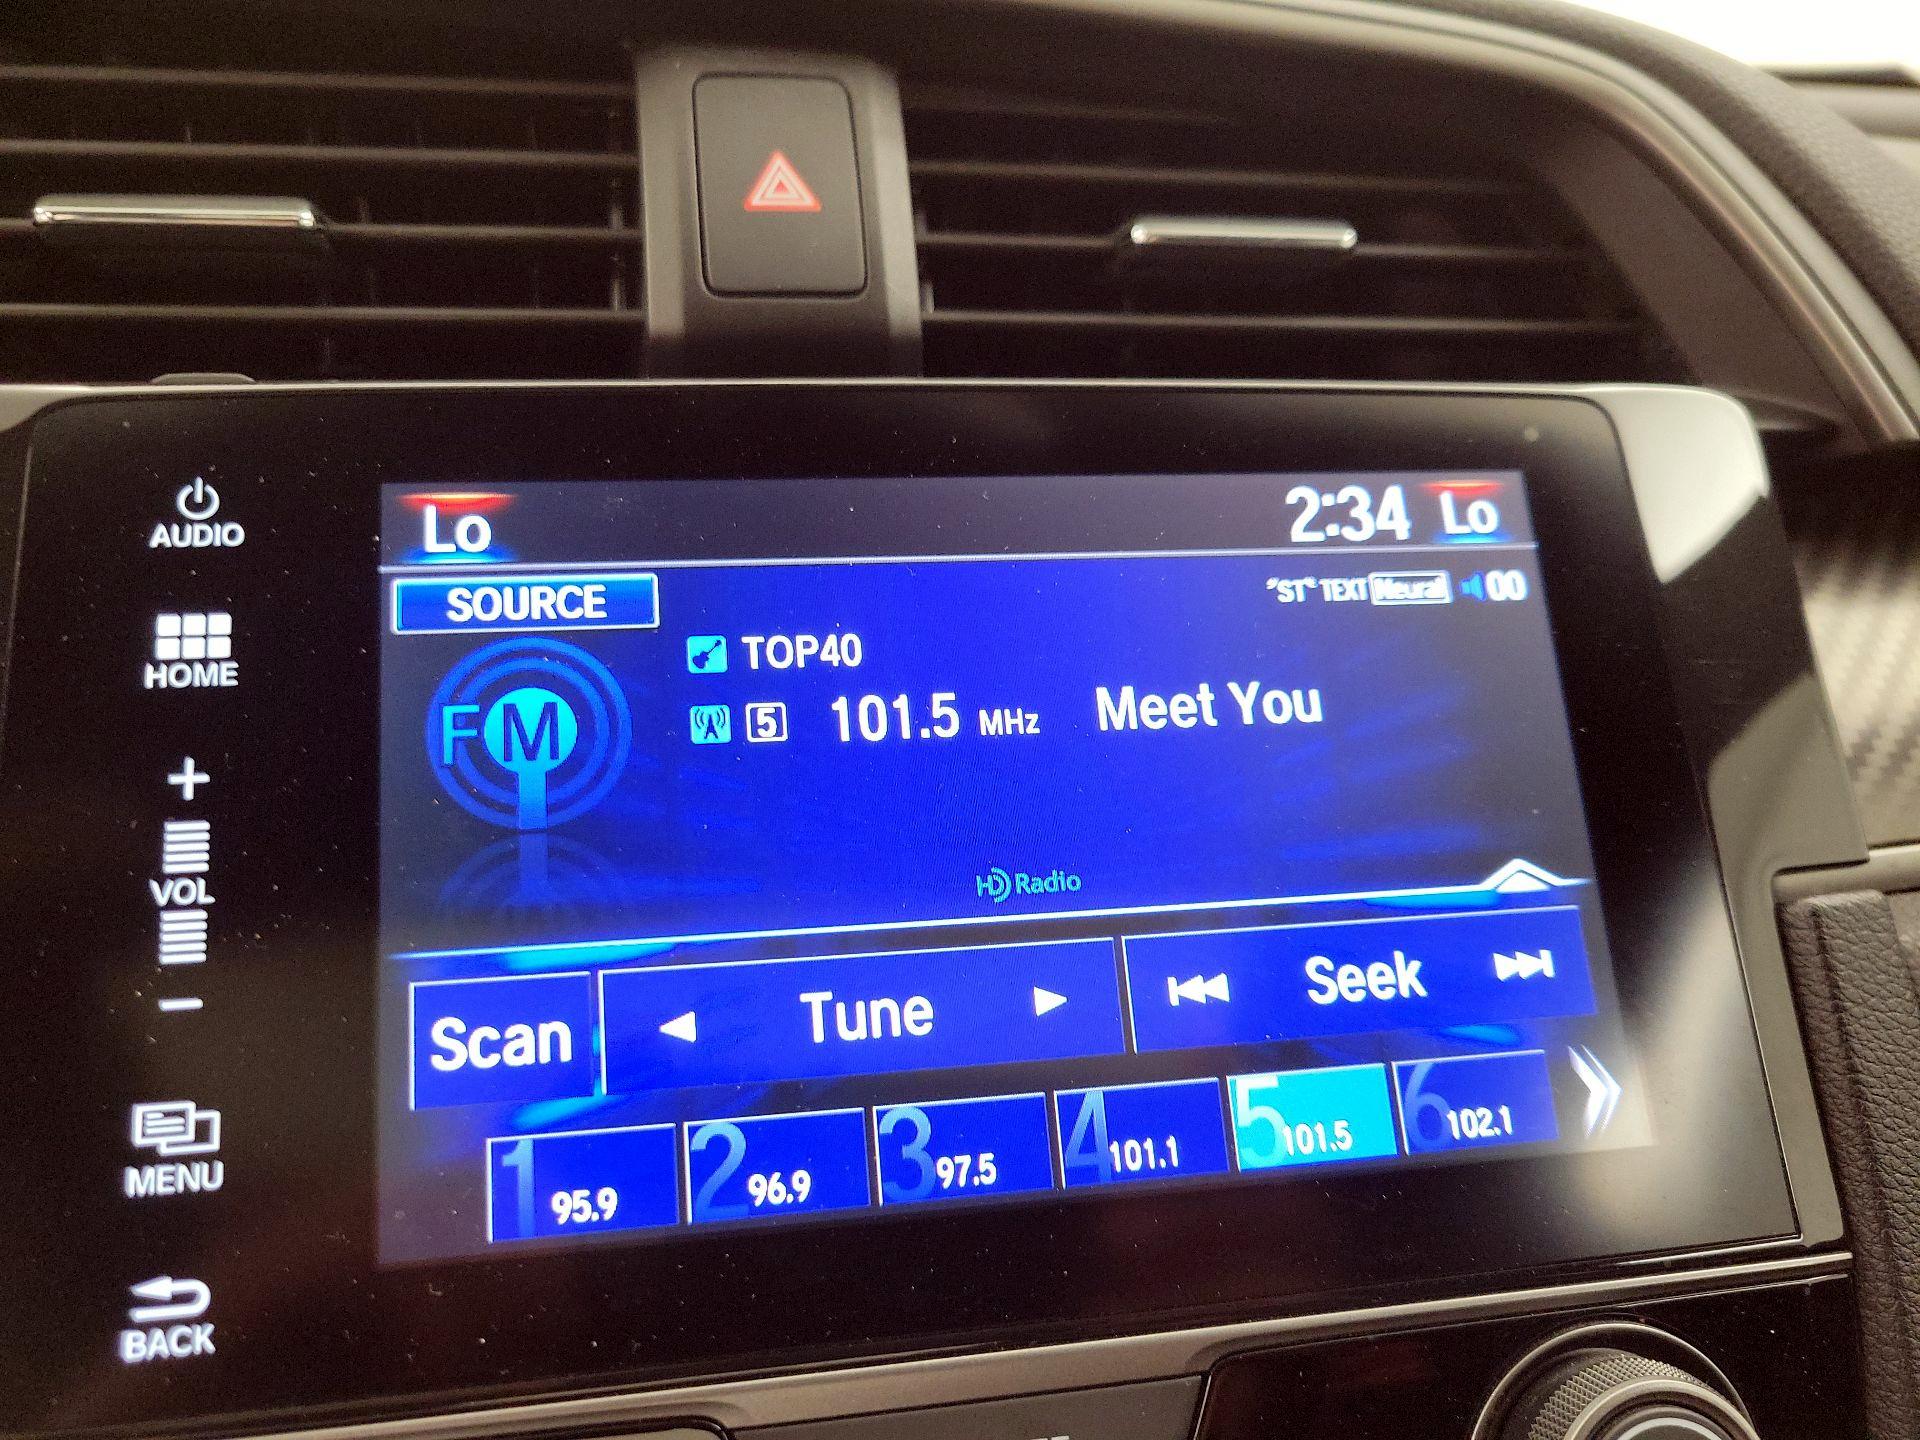 AUDIO
HOME
+
VOL
−
MENU
BACK
Lo 2:34 Lo
SOURCE "ST" TEXT Neural 00
FM
TOP40
5 101.5 MHz Meet You
HD Radio
Scan Tune Seek
1 95.9 2 96.9 3 97.5 4 101.1 5 101.5 6 102.1